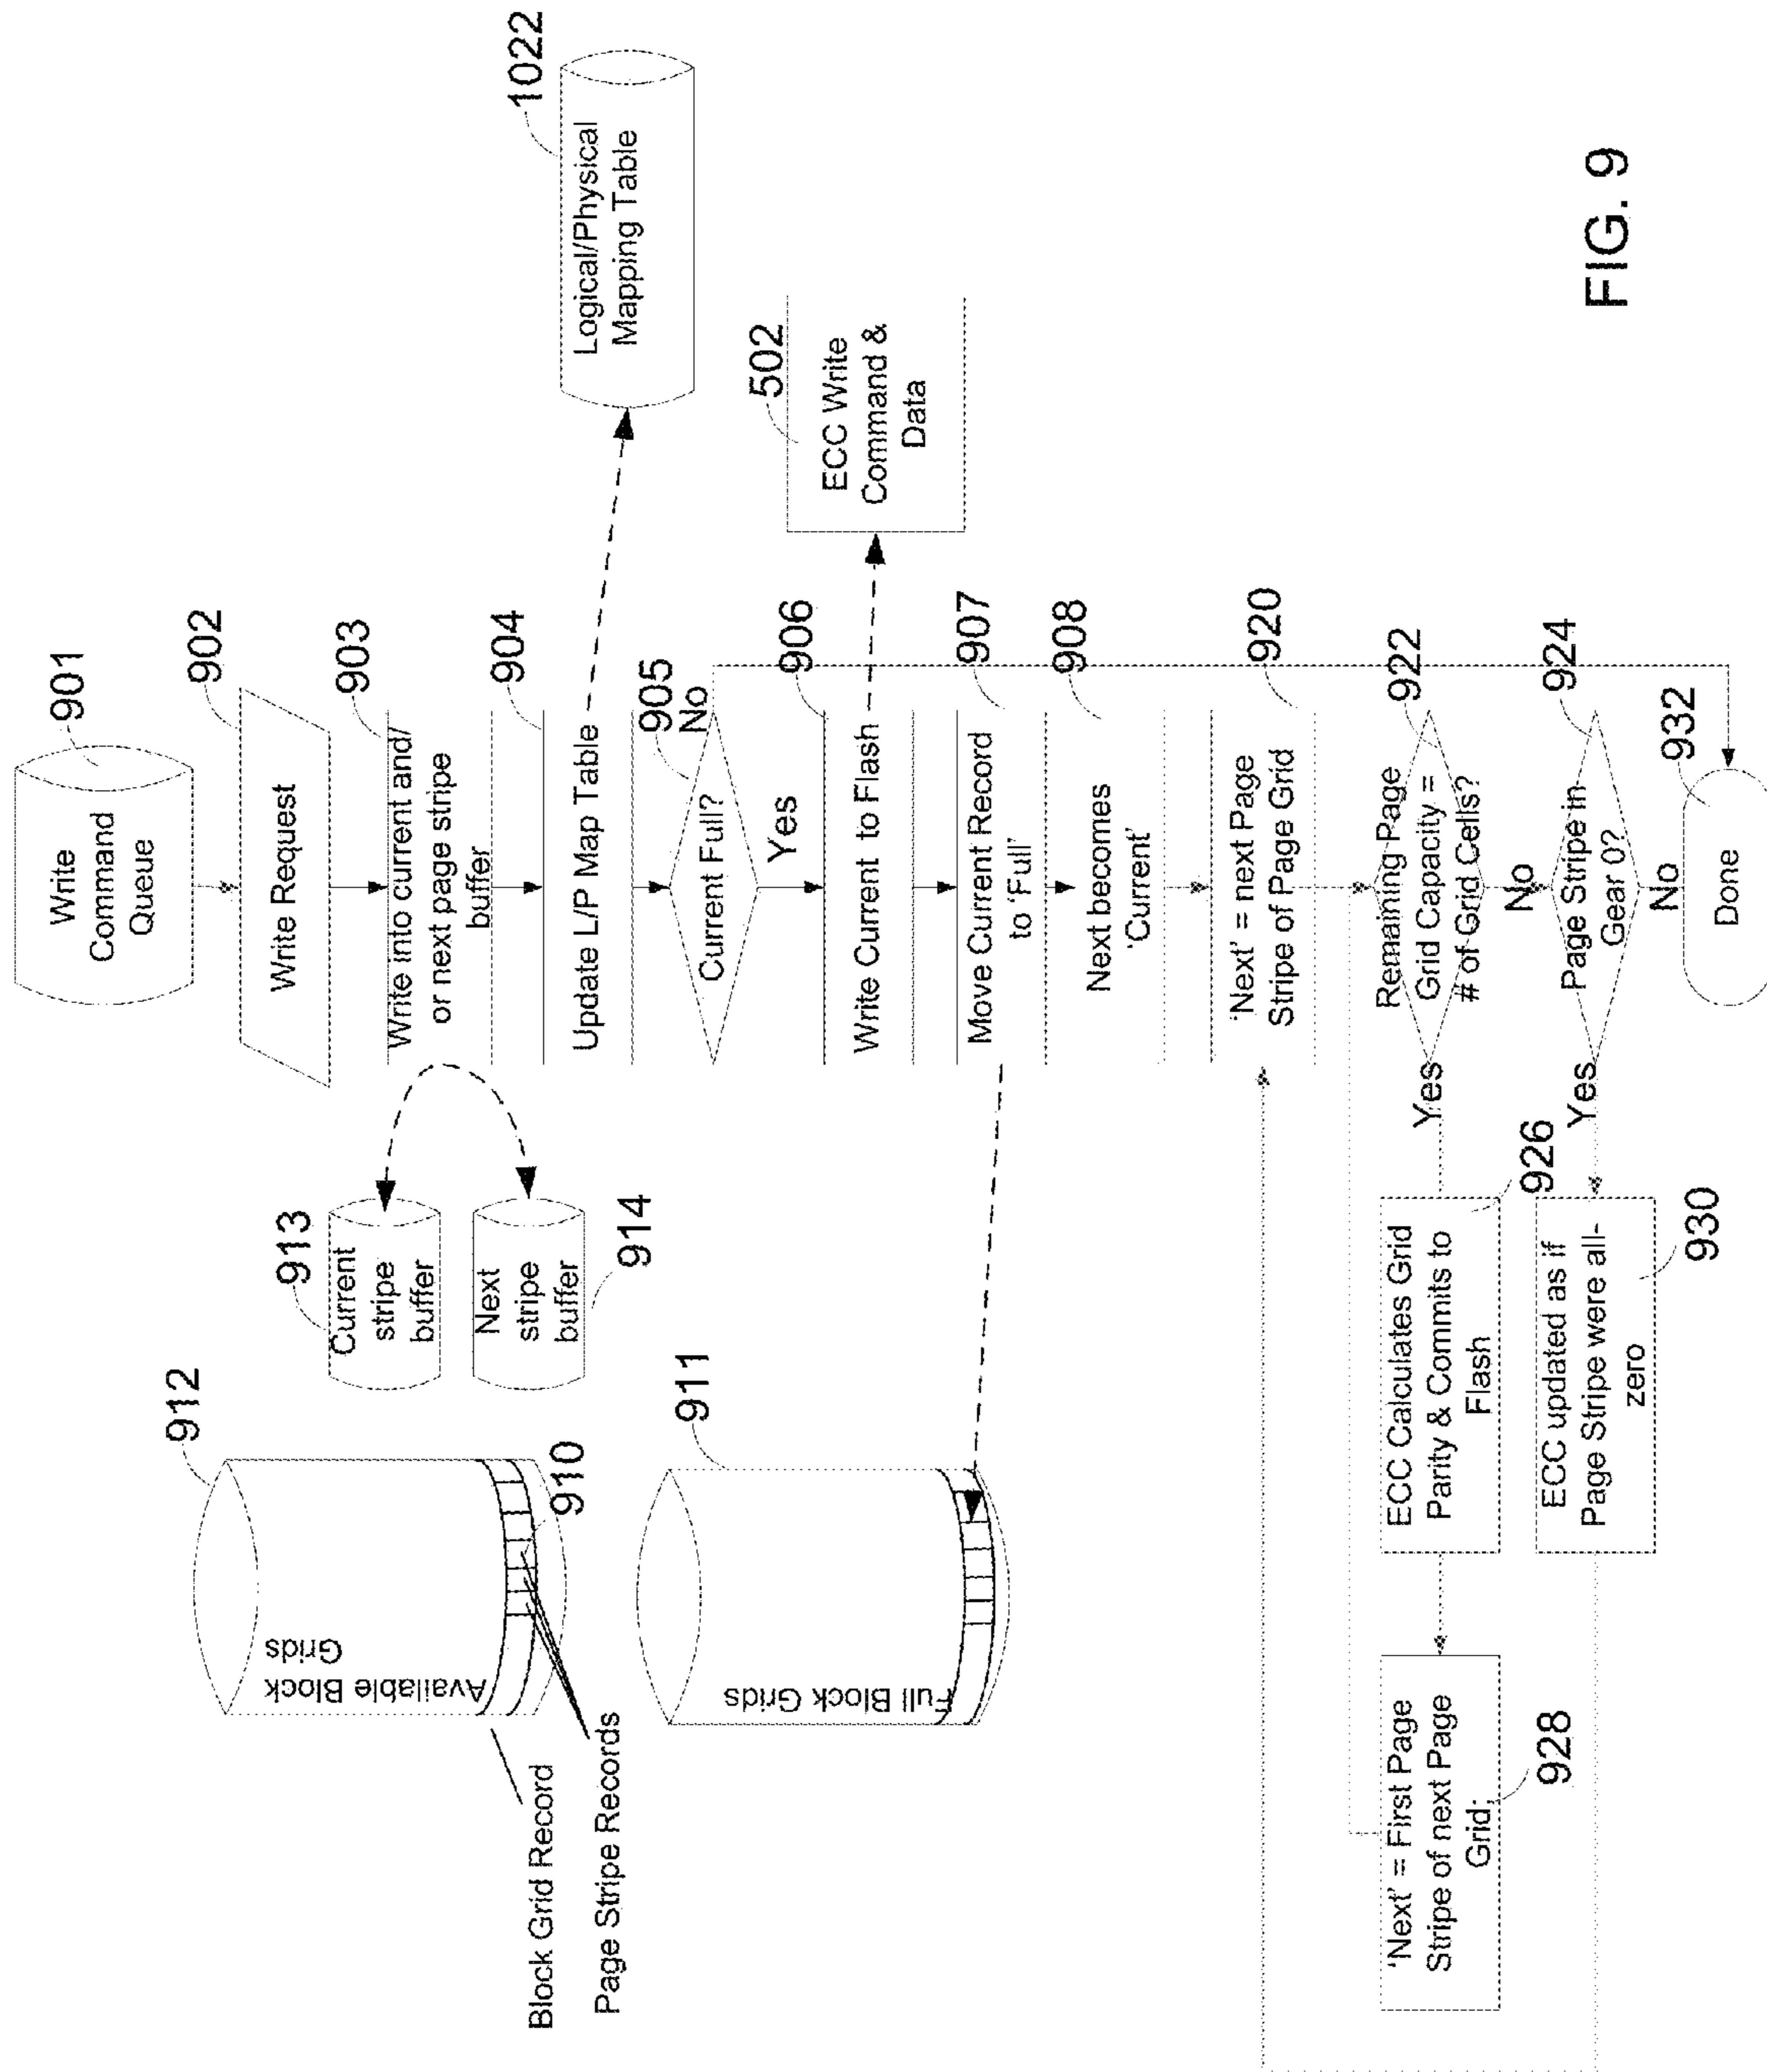 Write
Command
Queue
901
Write Request
902
Write into current and/
or next page stripe
buffer
903
Current
stripe
buffer
913
Next
stripe
buffer
914
Update L/P Map Table
904
Logical/Physical
Mapping Table
1022
Current Full?
905
No
Yes
Write Current to Flash
906
ECC Write
Command &
Data
502
Move Current Record
to 'Full'
907
Next becomes
'Current'
908
Available Block
Grids
912
910
Block Grid Record
Page Stripe Records
Full Block Grids
911
'Next' = next Page
Stripe of Page Grid
920
Remaining Page
Grid Capacity =
# of Grid Cells?
922
Yes
No
ECC Calculates Grid
Parity & Commits to
Flash
926
'Next' = First Page
Stripe of next Page
Grid;
928
Page Stripe in
Gear 0?
924
Yes
No
ECC updated as if
Page Stripe were all-
zero
930
Done
932
FIG. 9